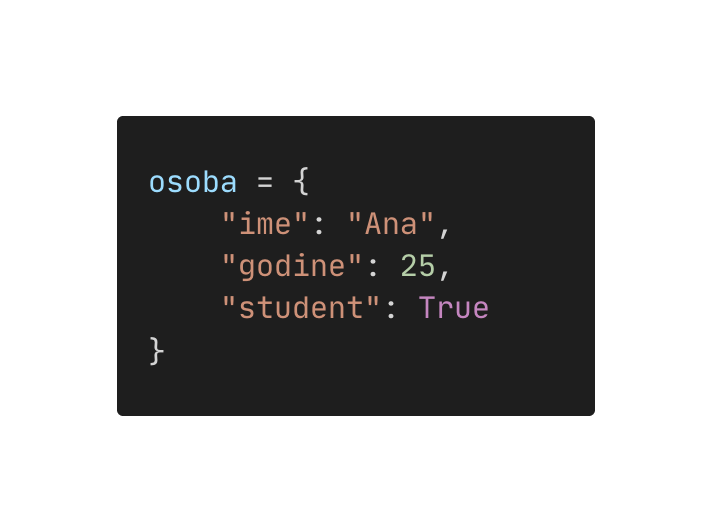 osoba = {
    "ime": "Ana",
    "godine": 25,
    "student": True
}